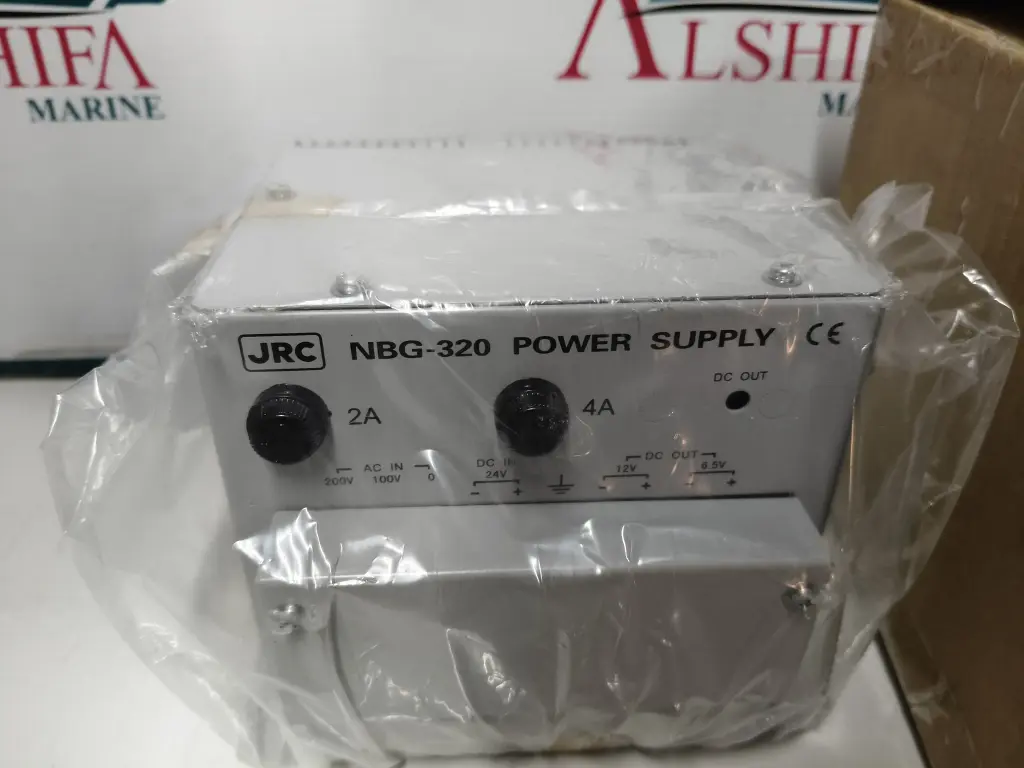 HIFA
MARINE
ALSHI
MA
JRC NBG-320 POWER SUPPLY CE
DC OUT
2A
4A
AC IN
200V 100V 0
DC IN
24V
- +
DC OUT
12V 6.5V
- + - +